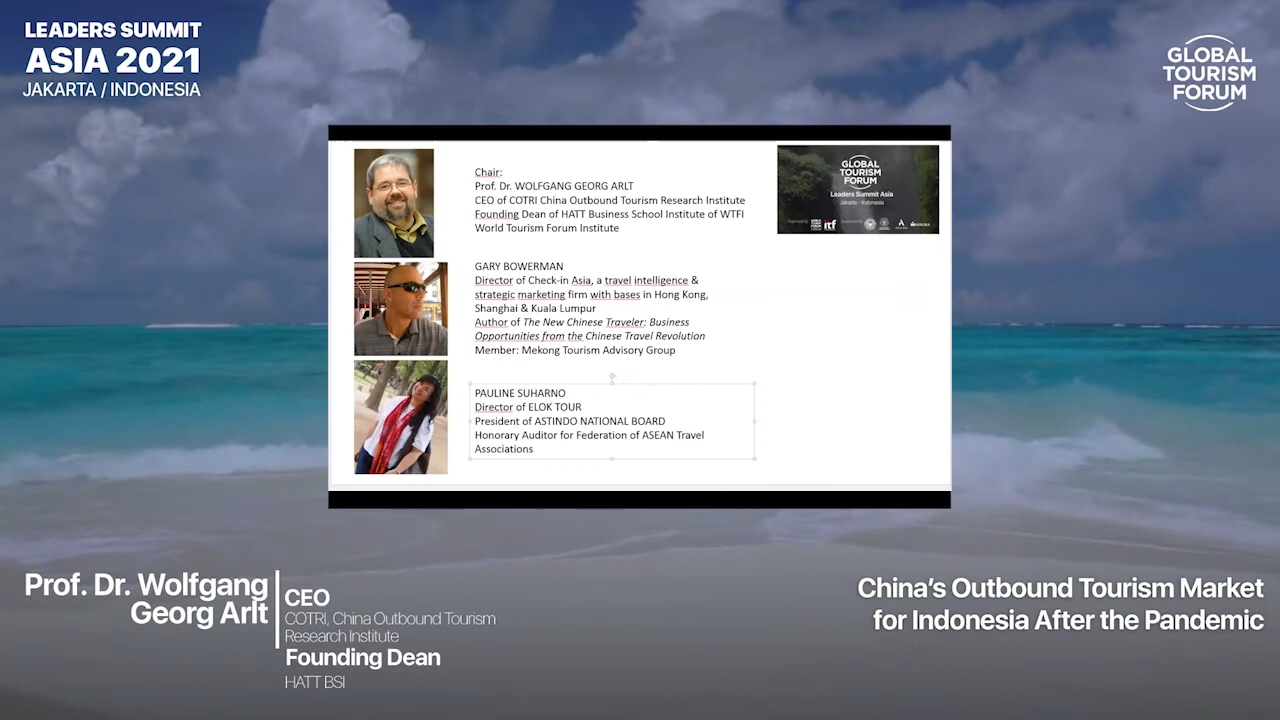 LEADERS SUMMIT
ASIA 2021
JAKARTA / INDONESIA
GLOBAL
TOURISM
FORUM
Chair:
Prof. Dr. WOLFGANG GEORG ARLT
CEO of COTRI China Outbound Tourism Research Institute
Founding Dean of HATT Business School Institute of WTFI
World Tourism Forum Institute
GLOBAL
TOURISM
FORUM
Leaders Summit Asia
Jakarta - Indonesia
itf
GARY BOWERMAN
Director of Check-in Asia, a travel intelligence &
strategic marketing firm with bases in Hong Kong,
Shanghai & Kuala Lumpur
Author of The New Chinese Traveler: Business
Opportunities from the Chinese Travel Revolution
Member: Mekong Tourism Advisory Group
PAULINE SUHARNO
Director of ELOK TOUR
President of ASTINDO NATIONAL BOARD
Honorary Auditor for Federation of ASEAN Travel
Associations
Prof. Dr. Wolfgang
Georg Arlt
CEO
COTRI, China Outbound Tourism
Research Institute
Founding Dean
HATT BSI
China's Outbound Tourism Market
for Indonesia After the Pandemic